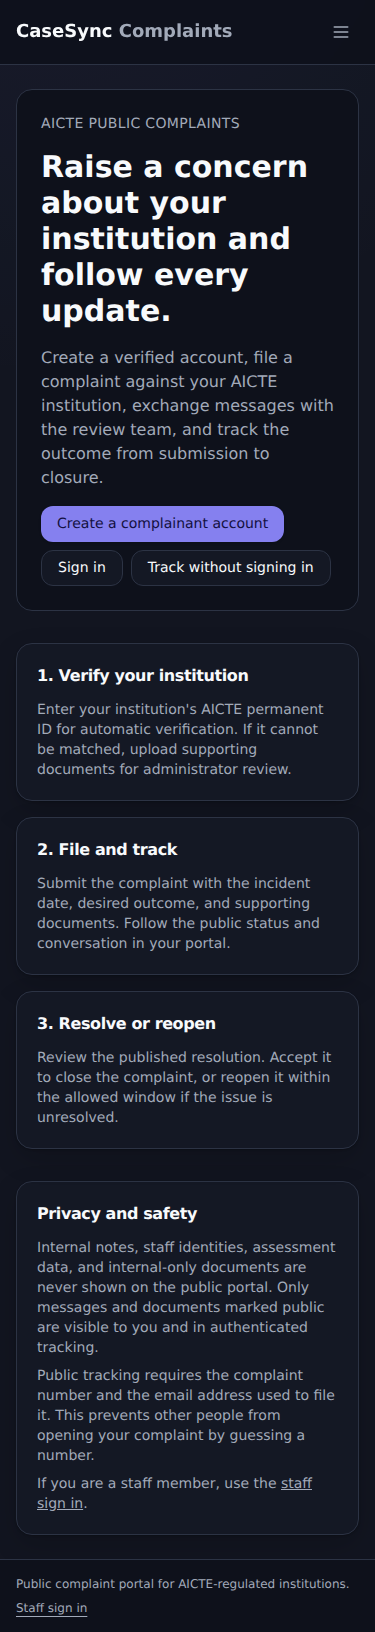 CaseSync Complaints
AICTE PUBLIC COMPLAINTS
Raise a concern
about your
institution and
follow every
update.
Create a verified account, file a
complaint against your AICTE
institution, exchange messages with
the review team, and track the
outcome from submission to
closure.
Create a complainant account
Sign in
Track without signing in
1. Verify your institution
Enter your institution's AICTE permanent
ID for automatic verification. If it cannot
be matched, upload supporting
documents for administrator review.
2. File and track
Submit the complaint with the incident
date, desired outcome, and supporting
documents. Follow the public status and
conversation in your portal.
3. Resolve or reopen
Review the published resolution. Accept it
to close the complaint, or reopen it within
the allowed window if the issue is
unresolved.
Privacy and safety
Internal notes, staff identities, assessment
data, and internal-only documents are
never shown on the public portal. Only
messages and documents marked public
are visible to you and in authenticated
tracking.
Public tracking requires the complaint
number and the email address used to file
it. This prevents other people from
opening your complaint by guessing a
number.
If you are a staff member, use the staff
sign in.
Public complaint portal for AICTE-regulated institutions.
Staff sign in